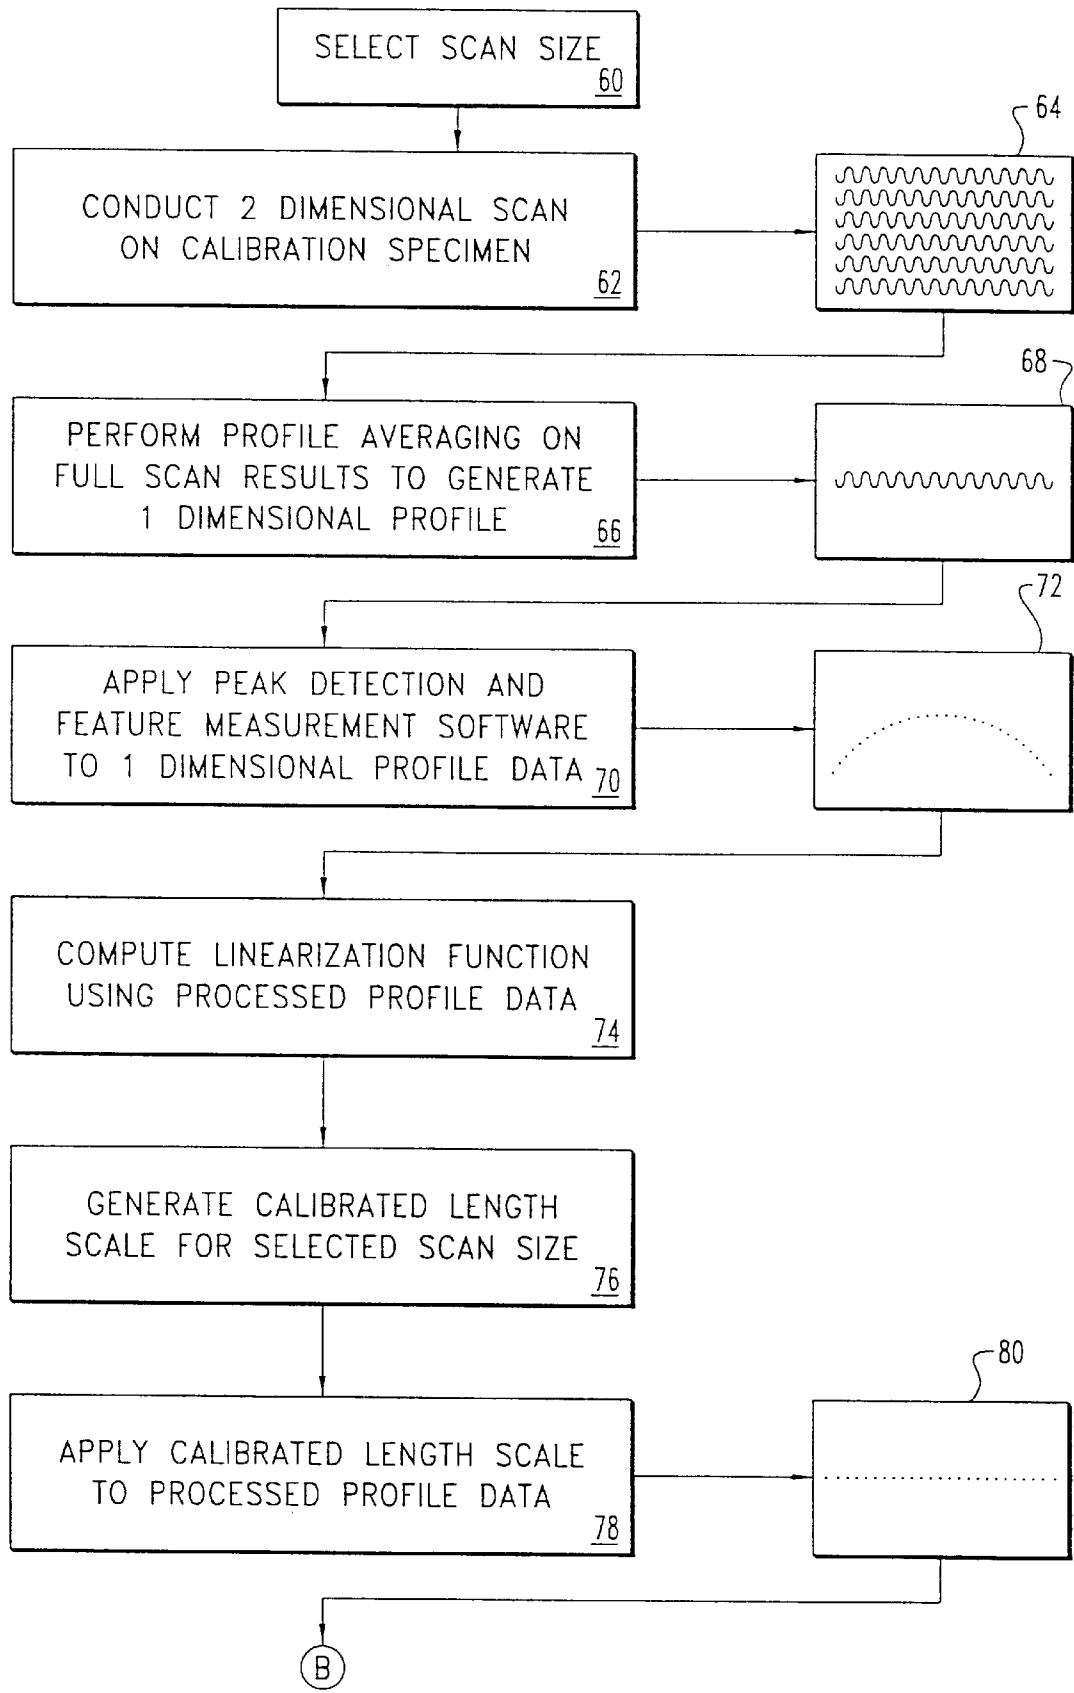 SELECT SCAN SIZE
60
CONDUCT 2 DIMENSIONAL SCAN
ON CALIBRATION SPECIMEN
62
64
PERFORM PROFILE AVERAGING ON
FULL SCAN RESULTS TO GENERATE
1 DIMENSIONAL PROFILE
66
68
APPLY PEAK DETECTION AND
FEATURE MEASUREMENT SOFTWARE
TO 1 DIMENSIONAL PROFILE DATA
70
72
COMPUTE LINEARIZATION FUNCTION
USING PROCESSED PROFILE DATA
74
GENERATE CALIBRATED LENGTH
SCALE FOR SELECTED SCAN SIZE
76
APPLY CALIBRATED LENGTH SCALE
TO PROCESSED PROFILE DATA
78
80
B